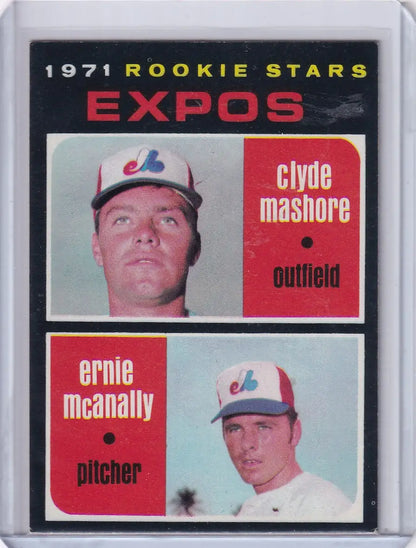 1971 ROOKIE STARS
EXPOS
clyde
mashore
outfield
ernie
mcanally
pitcher